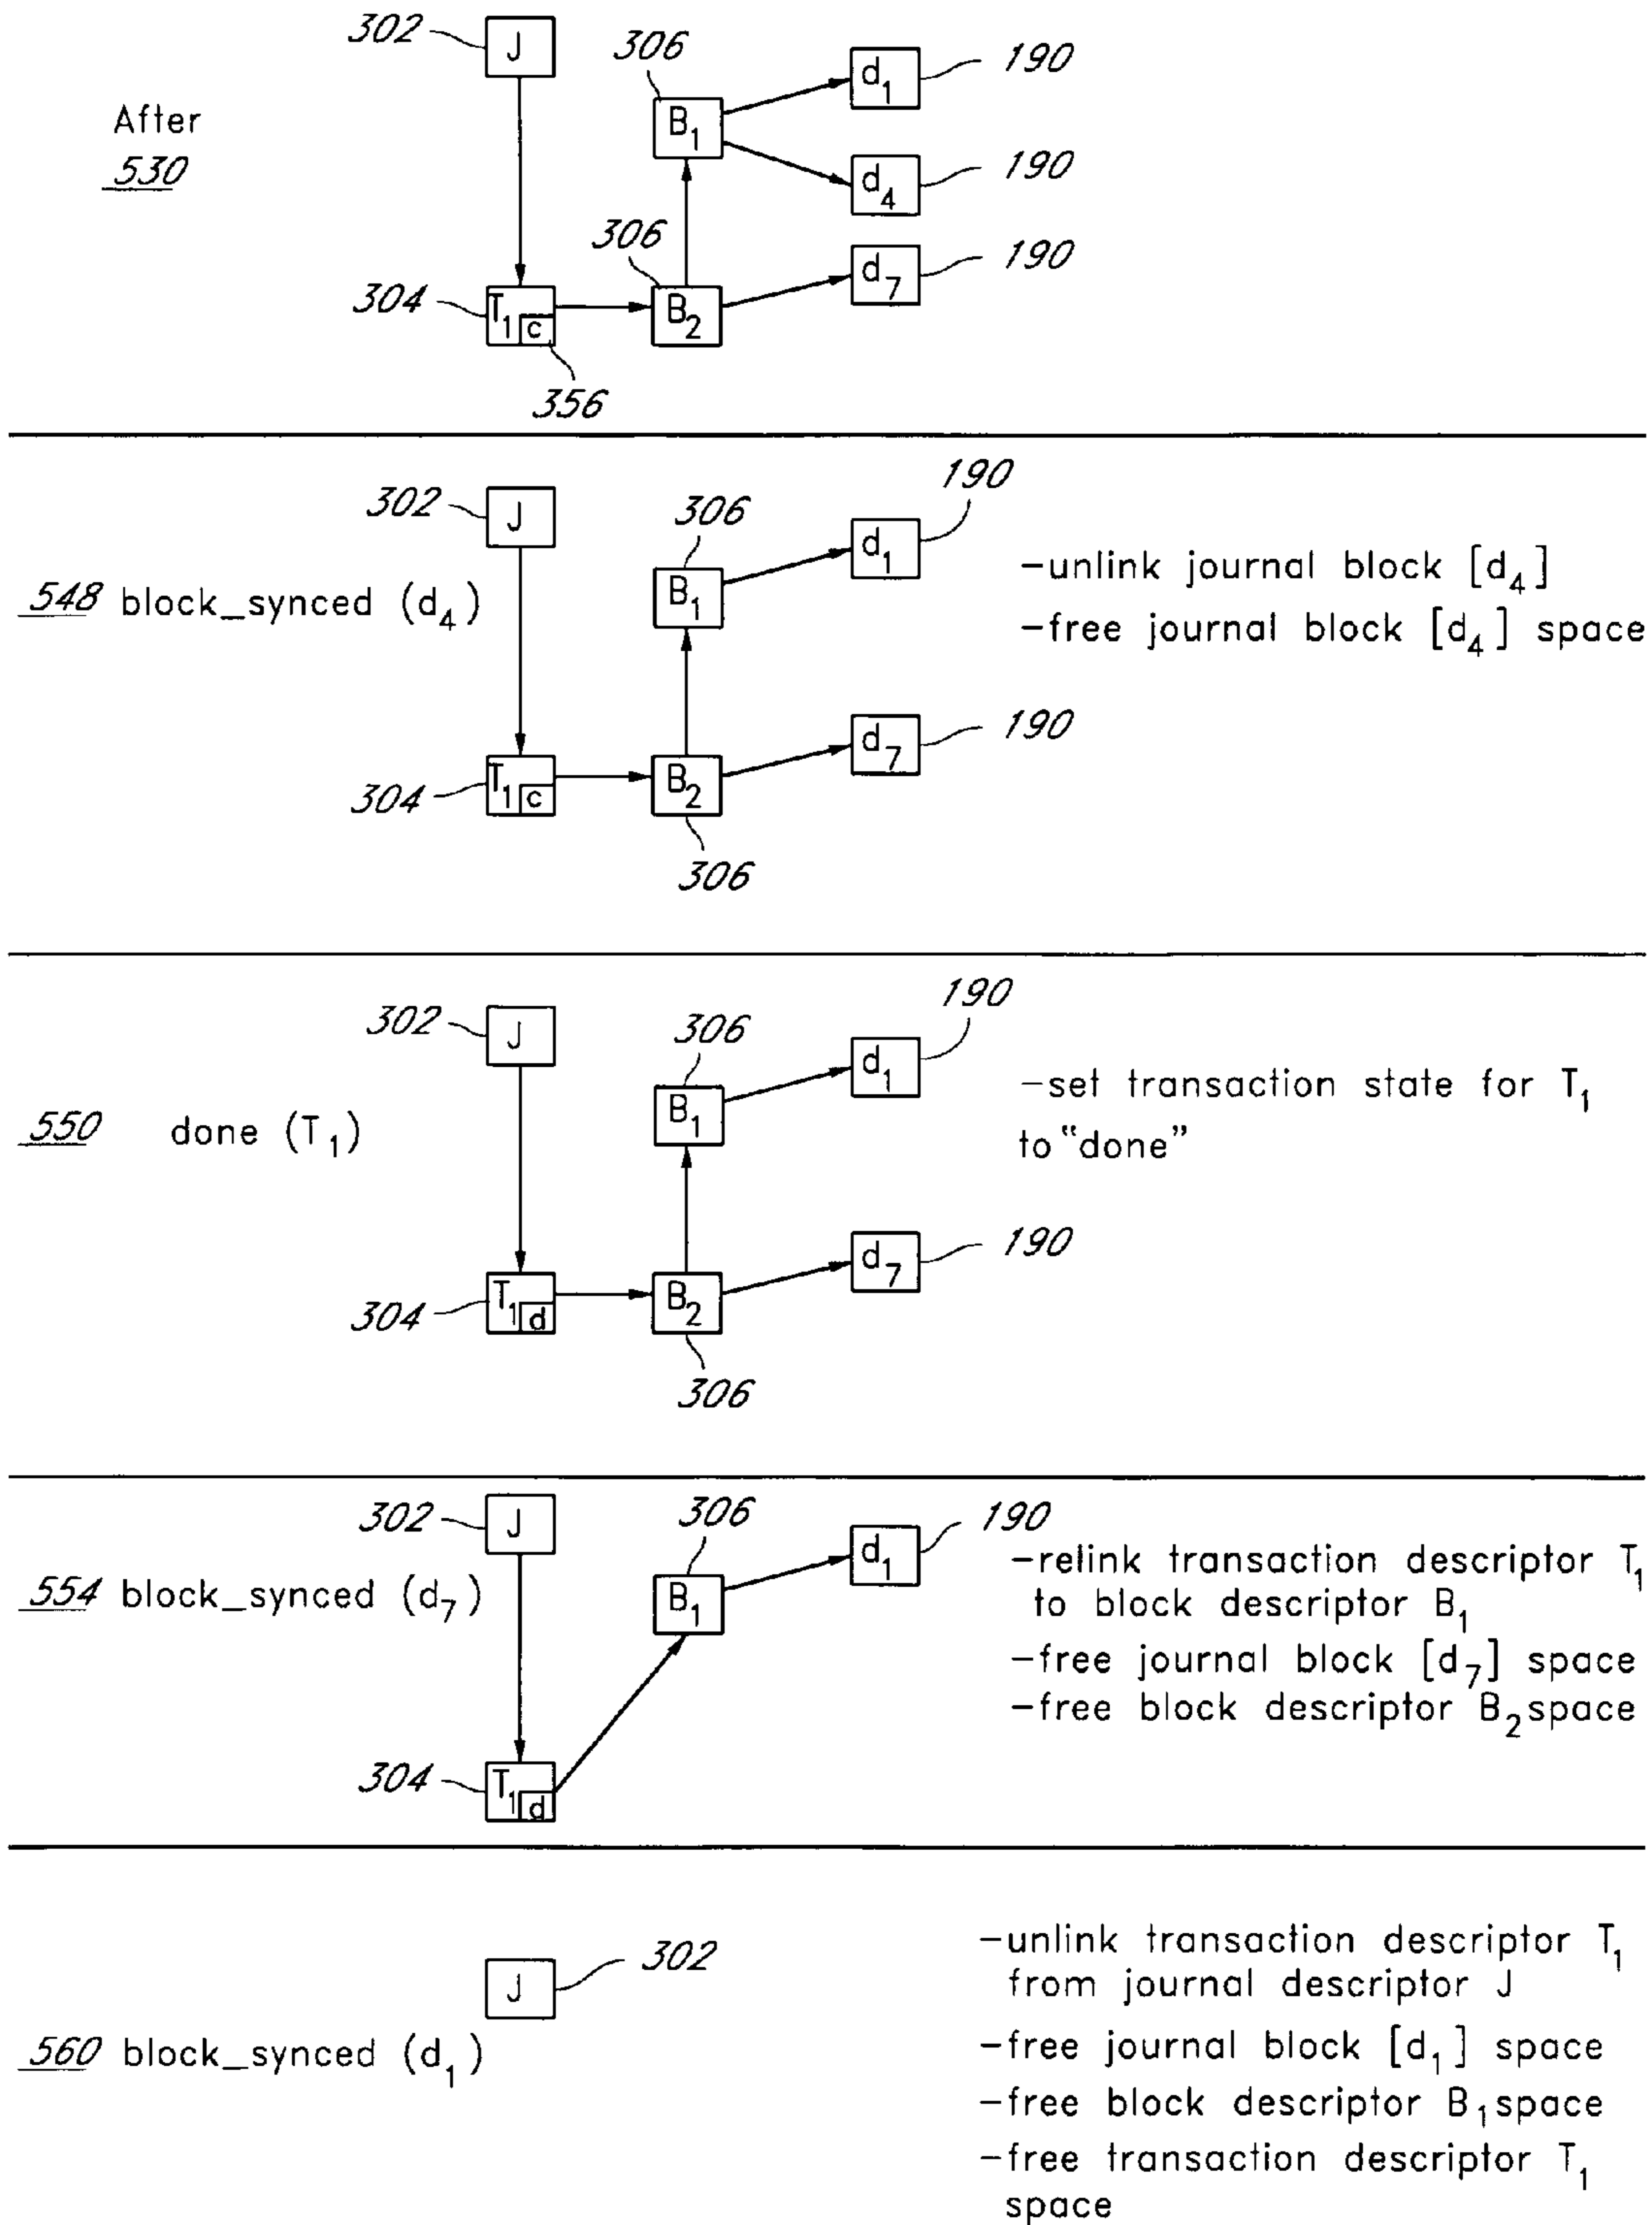 302 J 306 d1 190
After 530 B1
d4 190
306
304 T1 c B2 d7 190
356
302 J 306 d1 190
548 block_synced (d4) B1
-unlink journal block [d4]
-free journal block [d4] space
304 T1 c B2 d7 190
306
302 J 306 d1 190
550 done (T1) B1
-set transaction state for T1
to "done"
304 T1 d B2 d7 190
306
302 J 306 d1 190
554 block_synced (d7) B1
-relink transaction descriptor T1
to block descriptor B1
-free journal block [d7] space
-free block descriptor B2 space
304 T1 d
J 302
560 block_synced (d1)
-unlink transaction descriptor T1
from journal descriptor J
-free journal block [d1] space
-free block descriptor B1 space
-free transaction descriptor T1
space